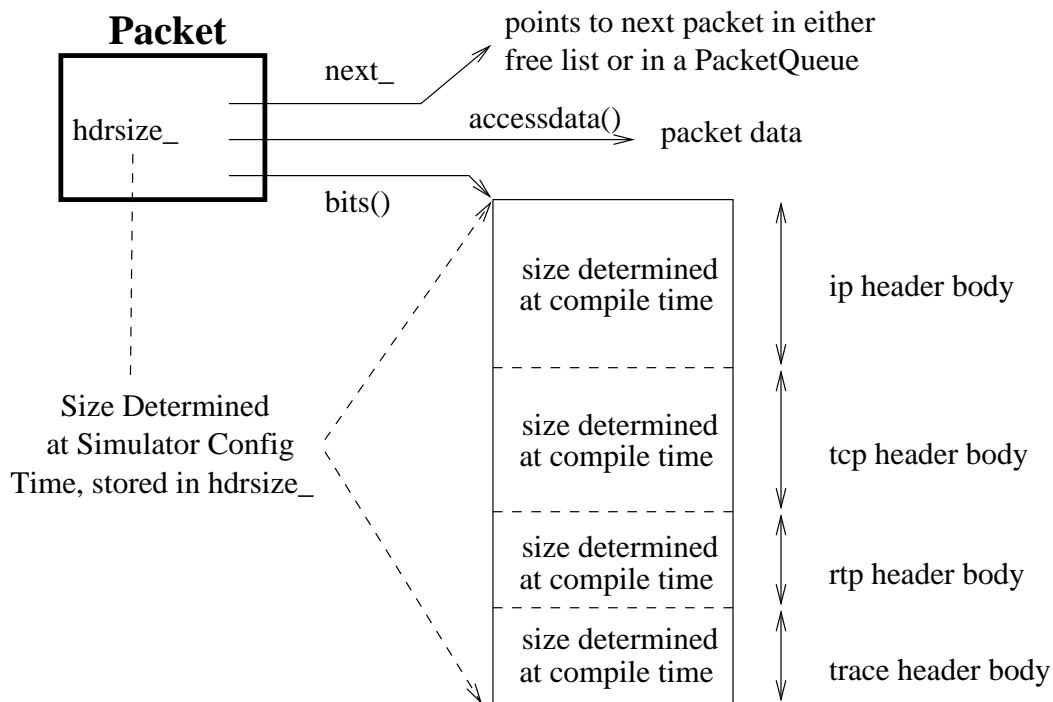 Packet
points to next packet in either
free list or in a PacketQueue
next_
hdrsize_
accessdata()
packet data
bits()
size determined
at compile time
ip header body
Size Determined
at Simulator Config
Time, stored in hdrsize_
size determined
at compile time
tcp header body
size determined
at compile time
rtp header body
size determined
at compile time
trace header body